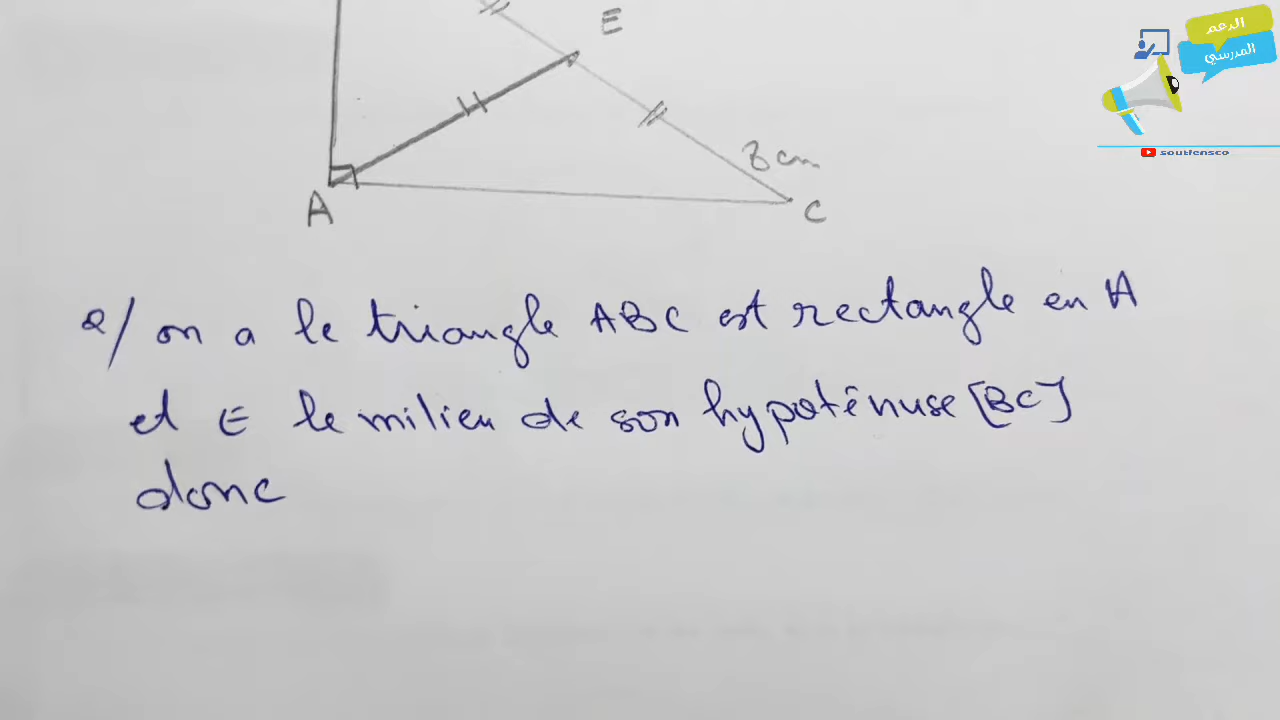 الدعم
المدرسي
soutiensco
E
cm
A
C
2/ on a le triangle ABC est rectangle en A
et E le milieu de son hypoténuse [BC]
donc